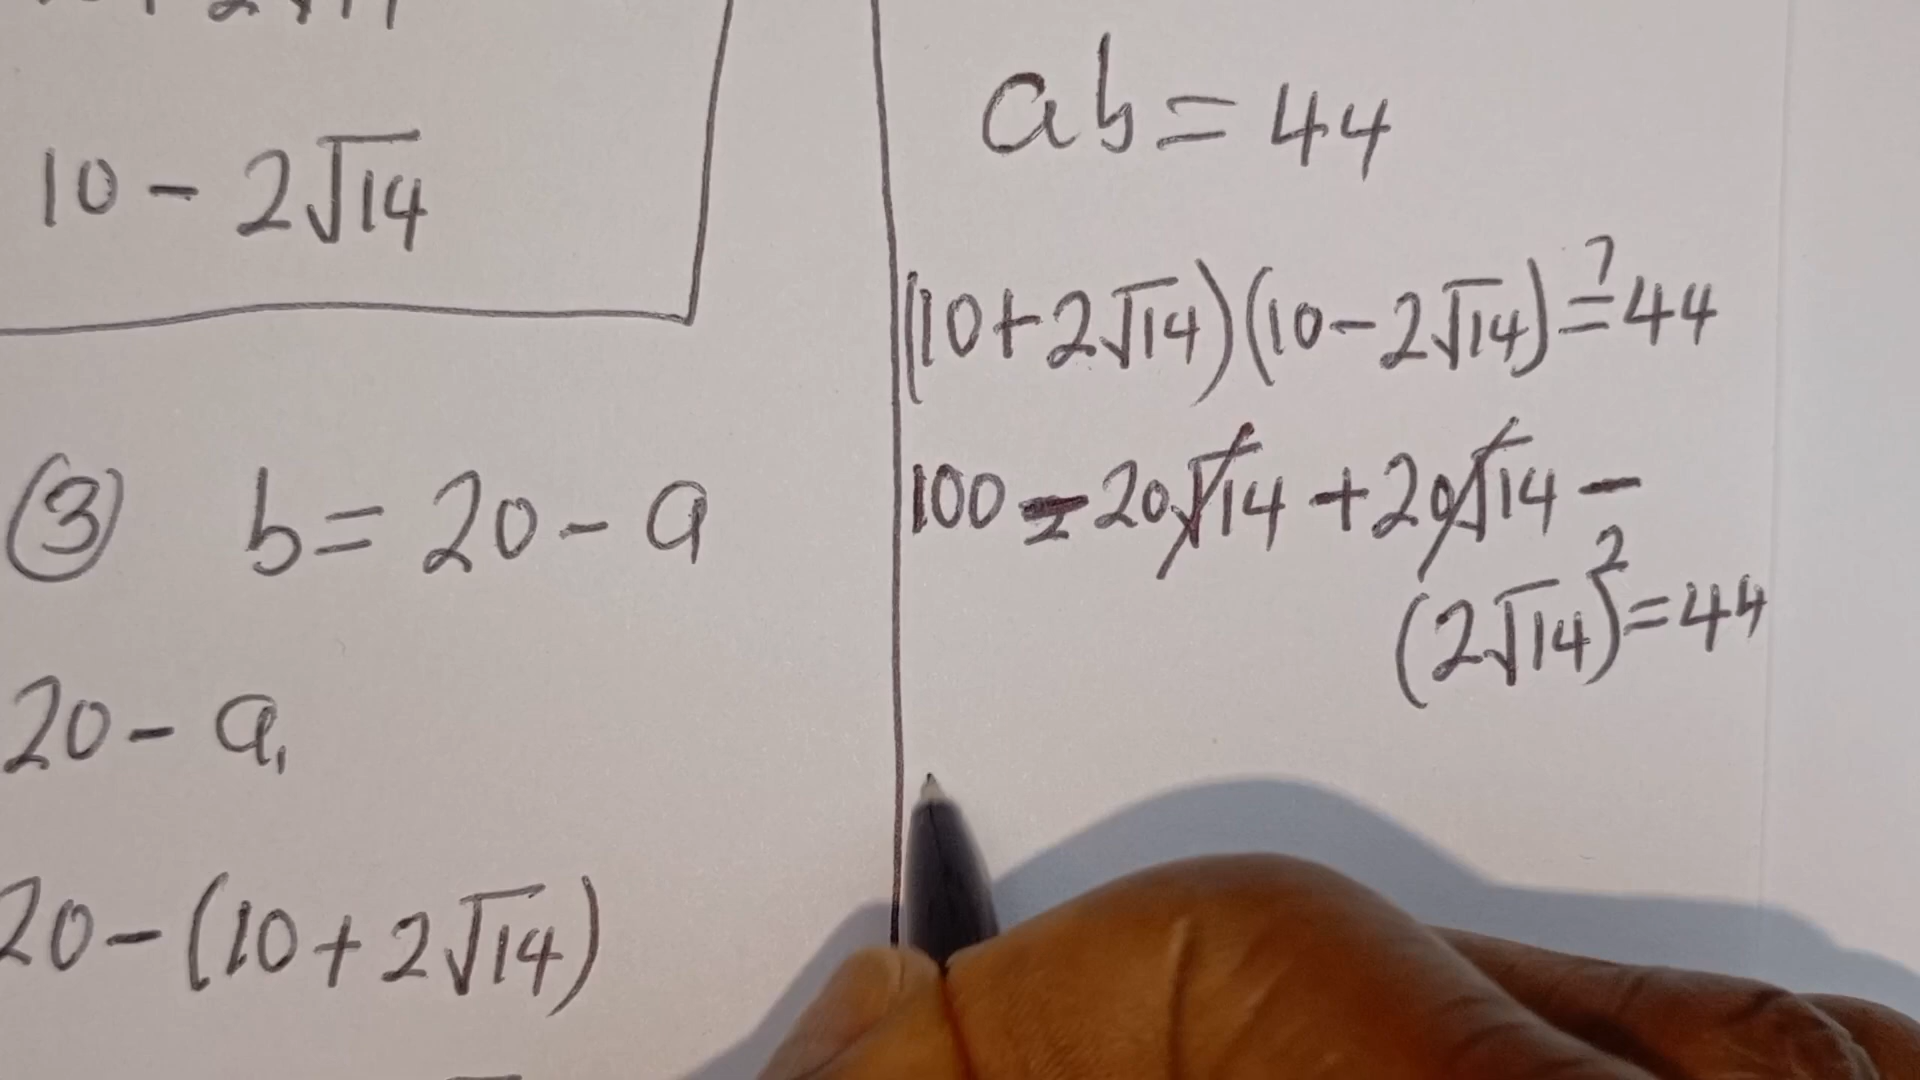 10 - 2√14
③ b = 20 - a
20 - a₁
20 - (10 + 2√14)
ab = 44
(10 + 2√14)(10 - 2√14) ≟ 44
100 - 20√14 + 20√14 -
(2√14)² = 44